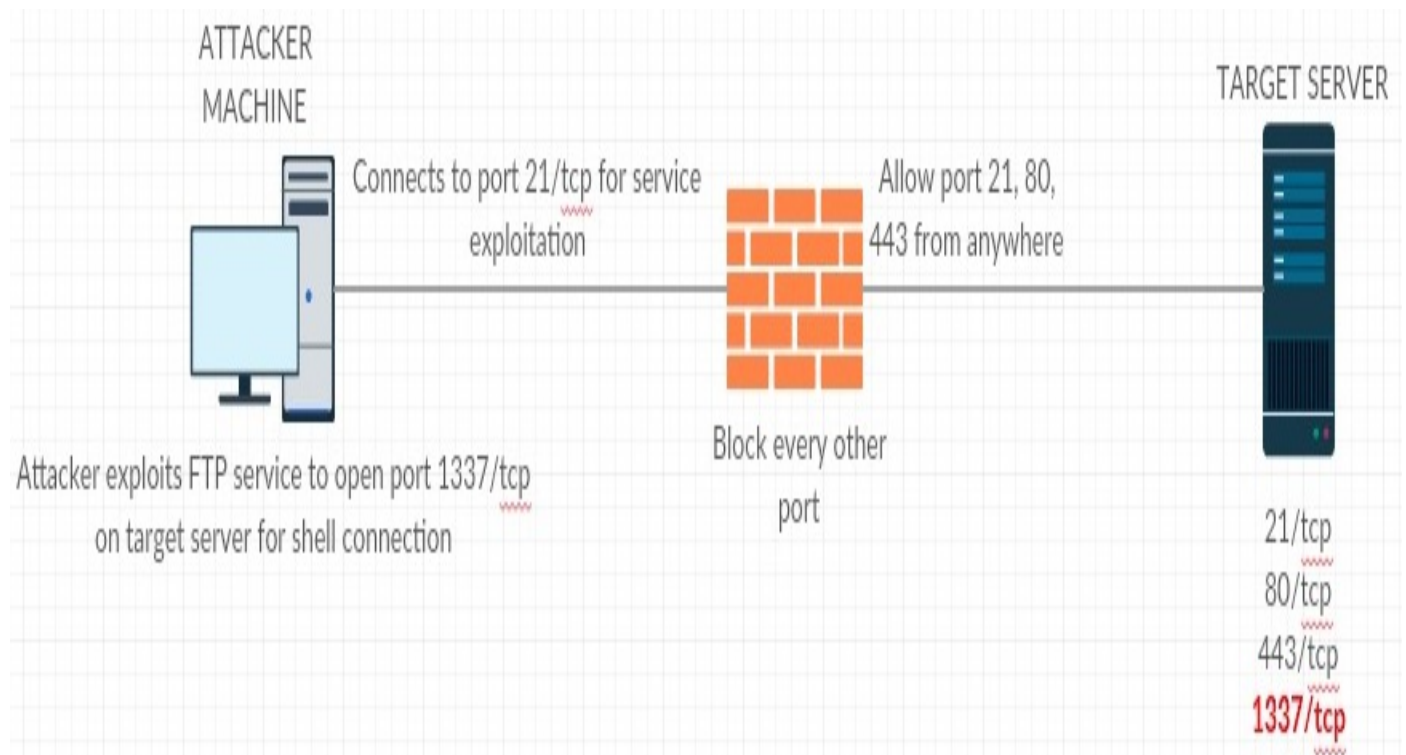 ATTACKER
MACHINE
TARGET SERVER
Connects to port 21/tcp for service
exploitation
Allow port 21, 80,
443 from anywhere
Attacker exploits FTP service to open port 1337/tcp
on target server for shell connection
Block every other
port
21/tcp
80/tcp
443/tcp
1337/tcp